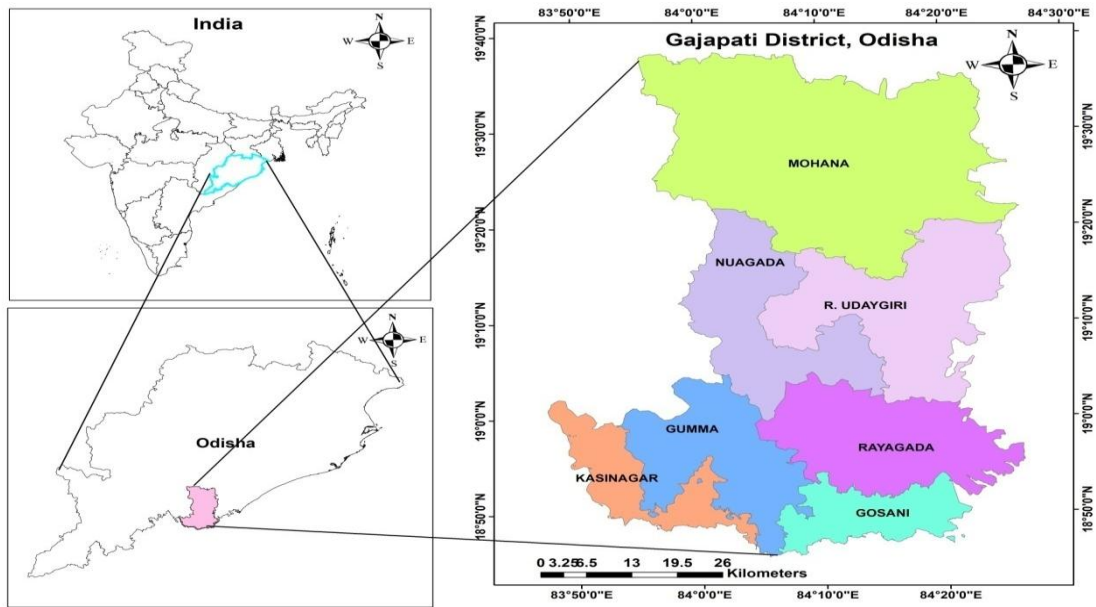 India
N
W E
S
Odisha
N
W E
S
83°50'0"E 84°0'0"E 84°10'0"E 84°20'0"E 84°30'0"E
Gajapati District, Odisha
N
W E
S
19°40'0"N
19°30'0"N
19°20'0"N
19°10'0"N
19°0'0"N
18°50'0"N
MOHANA
NUAGADA
R. UDAYGIRI
GUMMA
RAYAGADA
KASINAGAR
GOSANI
19°30'0"N
19°20'0"N
19°10'0"N
19°0'0"N
18°50'0"N
0 3.25 6.5 13 19.5 26
Kilometers
83°50'0"E 84°0'0"E 84°10'0"E 84°20'0"E